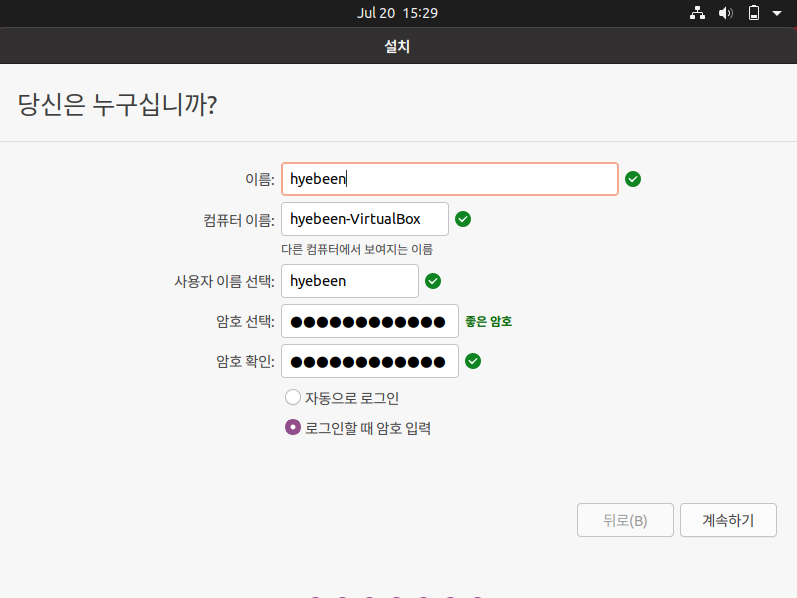 Jul 20 15:29
설치
당신은 누구십니까?
이름: hyebeen
컴퓨터 이름: hyebeen-VirtualBox
다른 컴퓨터에서 보여지는 이름
사용자 이름 선택: hyebeen
암호 선택: ●●●●●●●●●●●● 좋은 암호
암호 확인: ●●●●●●●●●●●●
자동으로 로그인
로그인할 때 암호 입력
뒤로(B) 계속하기